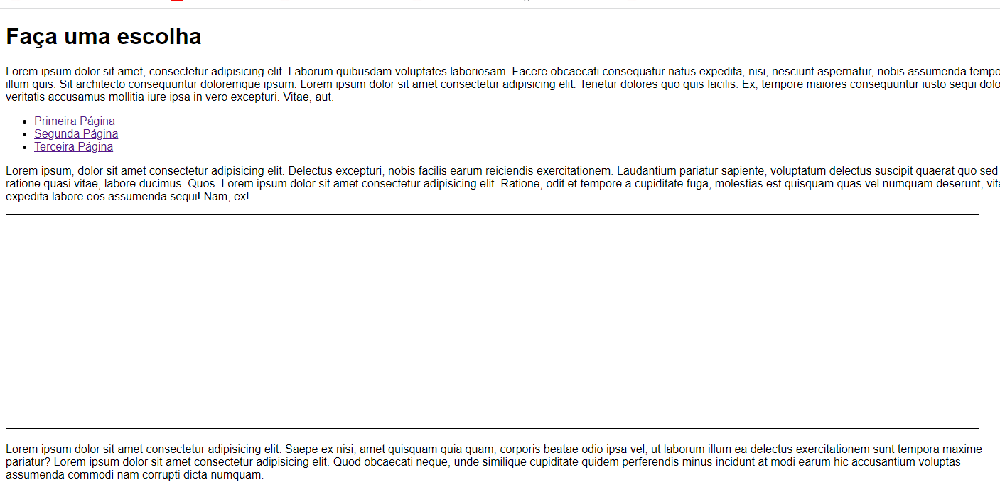 Faça uma escolha
Lorem ipsum dolor sit amet, consectetur adipisicing elit. Laborum quibusdam voluptates laboriosam. Facere obcaecati consequatur natus expedita, nisi, nesciunt aspernatur, nobis assumenda tempo
illum quis. Sit architecto consequuntur doloremque ipsum. Lorem ipsum dolor sit amet consectetur adipisicing elit. Tenetur dolores quo quis facilis. Ex, tempore maiores consequuntur iusto sequi dolo
veritatis accusamus mollitia iure ipsa in vero excepturi. Vitae, aut.
Primeira Página
Segunda Página
Terceira Página
Lorem ipsum, dolor sit amet consectetur adipisicing elit. Delectus excepturi, nobis facilis earum reiciendis exercitationem. Laudantium pariatur sapiente, voluptatum delectus suscipit quaerat quo sed
ratione quasi vitae, labore ducimus. Quos. Lorem ipsum dolor sit amet consectetur adipisicing elit. Ratione, odit et tempore a cupiditate fuga, molestias est quisquam quas vel numquam deserunt, vita
expedita labore eos assumenda sequi! Nam, ex!
Lorem ipsum dolor sit amet consectetur adipisicing elit. Saepe ex nisi, amet quisquam quia quam, corporis beatae odio ipsa vel, ut laborum illum ea delectus exercitationem sunt tempora maxime
pariatur? Lorem ipsum dolor sit amet consectetur adipisicing elit. Quod obcaecati neque, unde similique cupiditate quidem perferendis minus incidunt at modi earum hic accusantium voluptas
assumenda commodi nam corrupti dicta numquam.